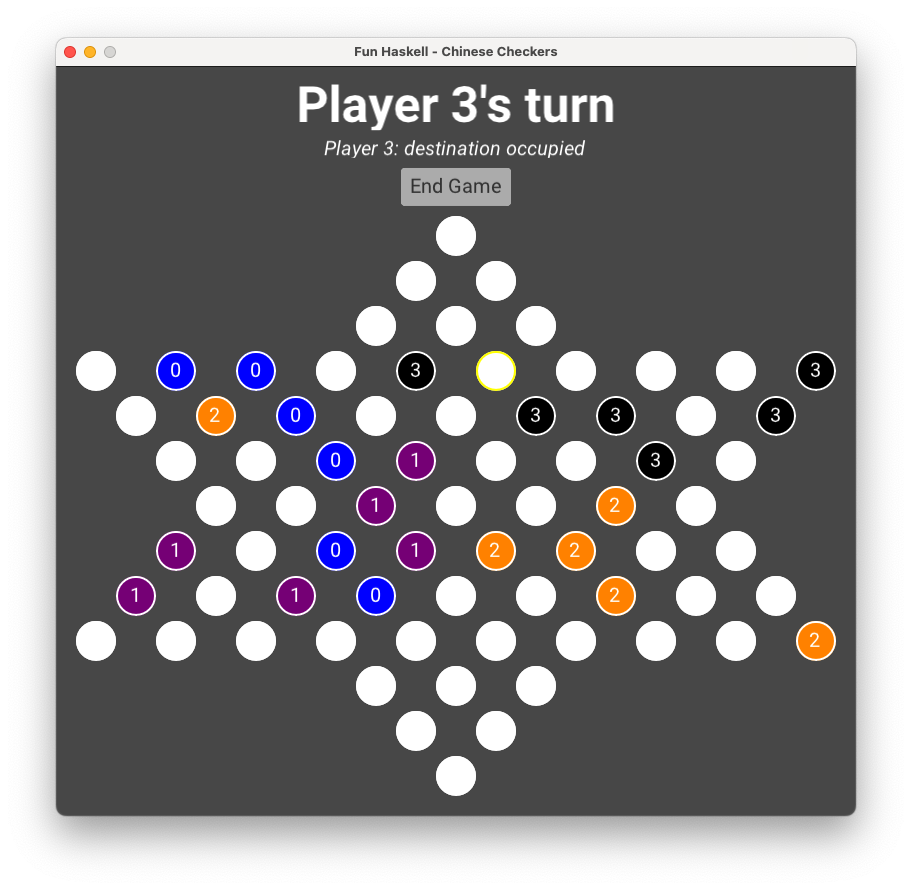 Fun Haskell - Chinese Checkers
Player 3's turn
Player 3: destination occupied
End Game
0 0 3 3
2 0 3 3 3
0 1 3
1 2
1 0 1 2 2
1 1 0 2
2